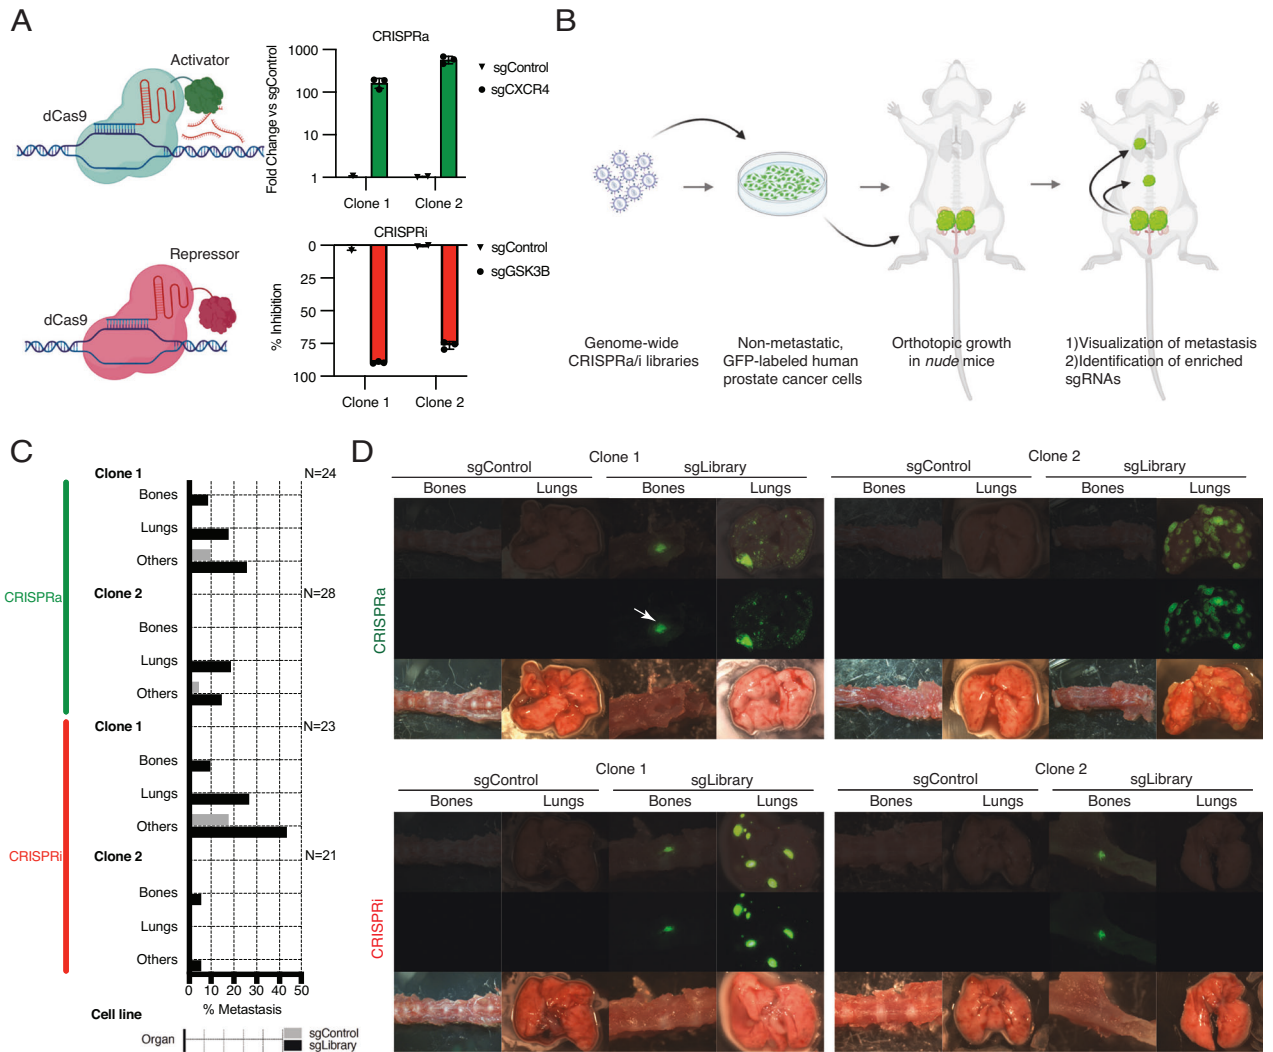 A
Activator
dCas9
CRISPRa
Fold Change vs sgControl
1000
100
10
1
Clone 1
Clone 2
sgControl
sgCXCR4
Repressor
dCas9
CRISPRi
% Inhibition
0
25
50
75
100
Clone 1
Clone 2
sgControl
sgGSK3B
B
Genome-wide
CRISPRa/i libraries
Non-metastatic,
GFP-labeled human
prostate cancer cells
Orthotopic growth
in nude mice
1)Visualization of metastasis
2)Identification of enriched
sgRNAs
C
CRISPRa
Clone 1
N=24
Bones
Lungs
Others
Clone 2
N=28
Bones
Lungs
Others
CRISPRi
Clone 1
N=23
Bones
Lungs
Others
Clone 2
N=21
Bones
Lungs
Others
0 10 20 30 40 50
% Metastasis
Cell line
Organ
sgControl
sgLibrary
D
Clone 1
Clone 2
sgControl
sgLibrary
sgControl
sgLibrary
Bones
Lungs
Bones
Lungs
Bones
Lungs
Bones
Lungs
CRISPRa
Clone 1
Clone 2
sgControl
sgLibrary
sgControl
sgLibrary
Bones
Lungs
Bones
Lungs
Bones
Lungs
Bones
Lungs
CRISPRi